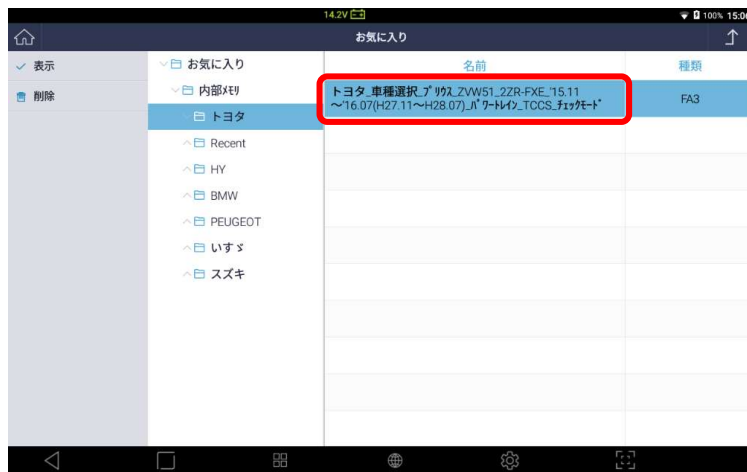 14.2V
100% 15:06
お気に入り
表示
削除
お気に入り
内部ﾒﾓﾘ
トヨタ
Recent
HY
BMW
PEUGEOT
いすゞ
スズキ
名前
種類
トヨタ_車種選択_ﾌﾟﾘｳｽ_ZVW51_2ZR-FXE_'15.11
～'16.07(H27.11～H28.07)_ﾊﾟﾜｰﾄﾚｲﾝ_TCCS_ﾁｪｯｸﾓｰﾄﾞ
FA3